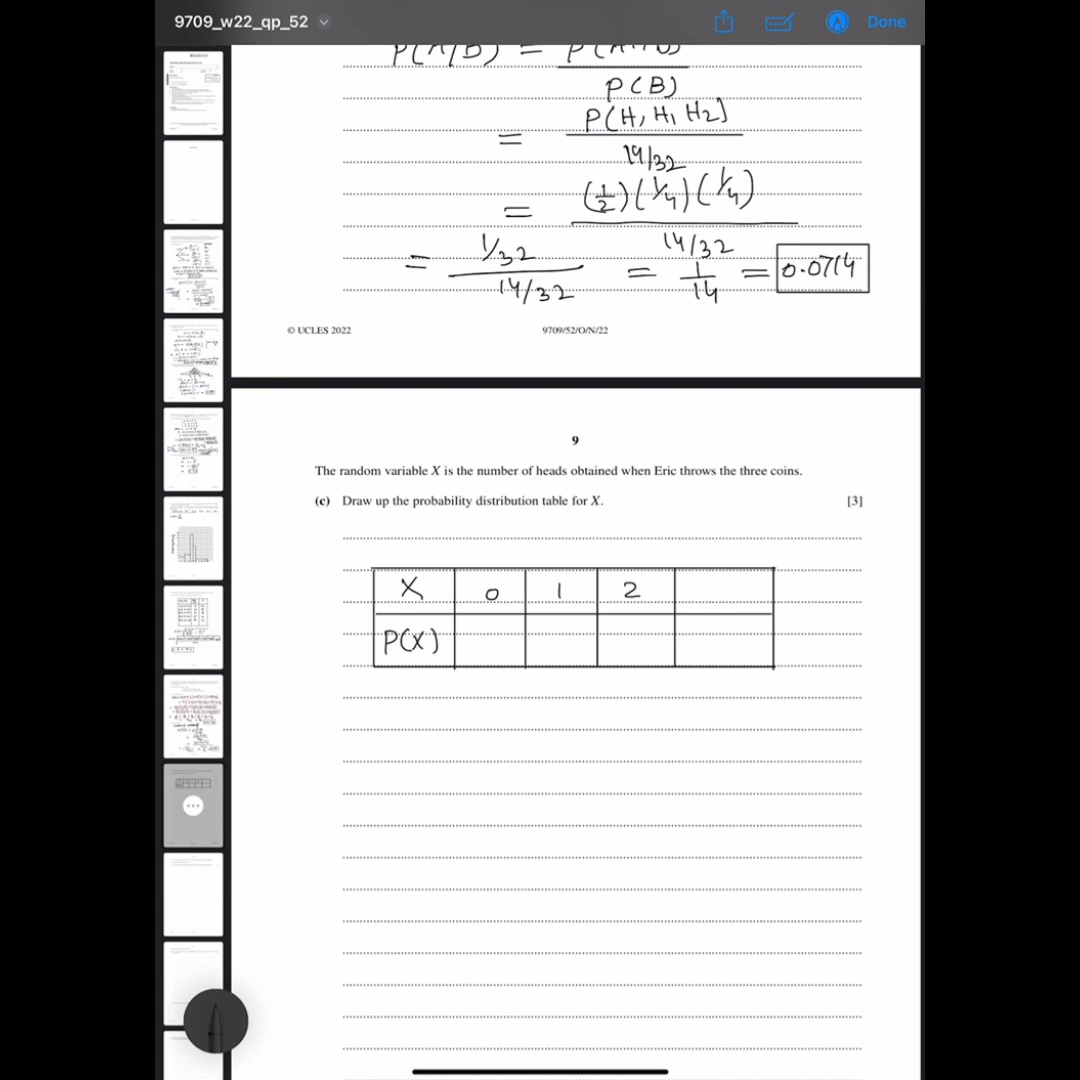 9709_w22_qp_52
Done
P(A/B) =
P(B)
= P(H, H1 H2)
14/32
= (1/2)(1/4)(1/4)
14/32
= 1/32
14/32
= 1
14
= 0.0714
© UCLES 2022 9709/52/O/N/22
9
The random variable X is the number of heads obtained when Eric throws the three coins.
(c) Draw up the probability distribution table for X. [3]
X 0 1 2
P(X)